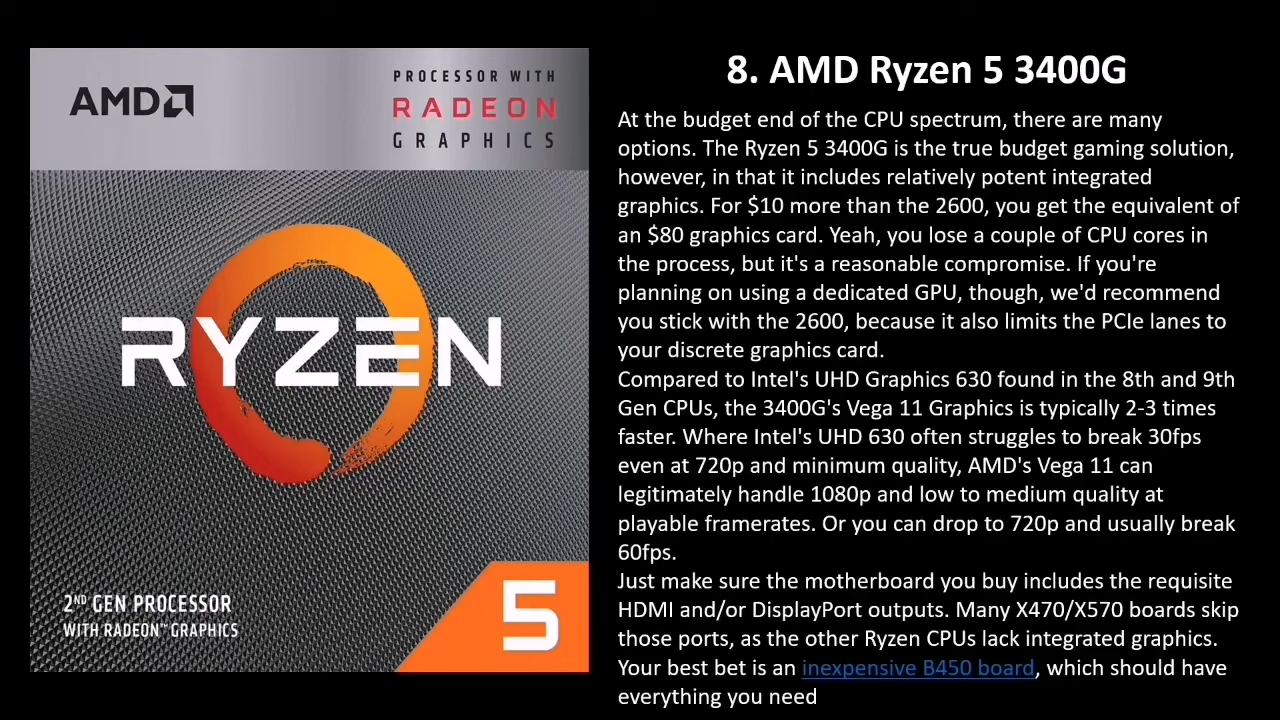 AMD
PROCESSOR WITH
RADEON
GRAPHICS
RYZEN
2ND GEN PROCESSOR
WITH RADEON™ GRAPHICS
5
8. AMD Ryzen 5 3400G
At the budget end of the CPU spectrum, there are many
options. The Ryzen 5 3400G is the true budget gaming solution,
however, in that it includes relatively potent integrated
graphics. For $10 more than the 2600, you get the equivalent of
an $80 graphics card. Yeah, you lose a couple of CPU cores in
the process, but it's a reasonable compromise. If you're
planning on using a dedicated GPU, though, we'd recommend
you stick with the 2600, because it also limits the PCIe lanes to
your discrete graphics card.
Compared to Intel's UHD Graphics 630 found in the 8th and 9th
Gen CPUs, the 3400G's Vega 11 Graphics is typically 2-3 times
faster. Where Intel's UHD 630 often struggles to break 30fps
even at 720p and minimum quality, AMD's Vega 11 can
legitimately handle 1080p and low to medium quality at
playable framerates. Or you can drop to 720p and usually break
60fps.
Just make sure the motherboard you buy includes the requisite
HDMI and/or DisplayPort outputs. Many X470/X570 boards skip
those ports, as the other Ryzen CPUs lack integrated graphics.
Your best bet is an inexpensive B450 board, which should have
everything you need